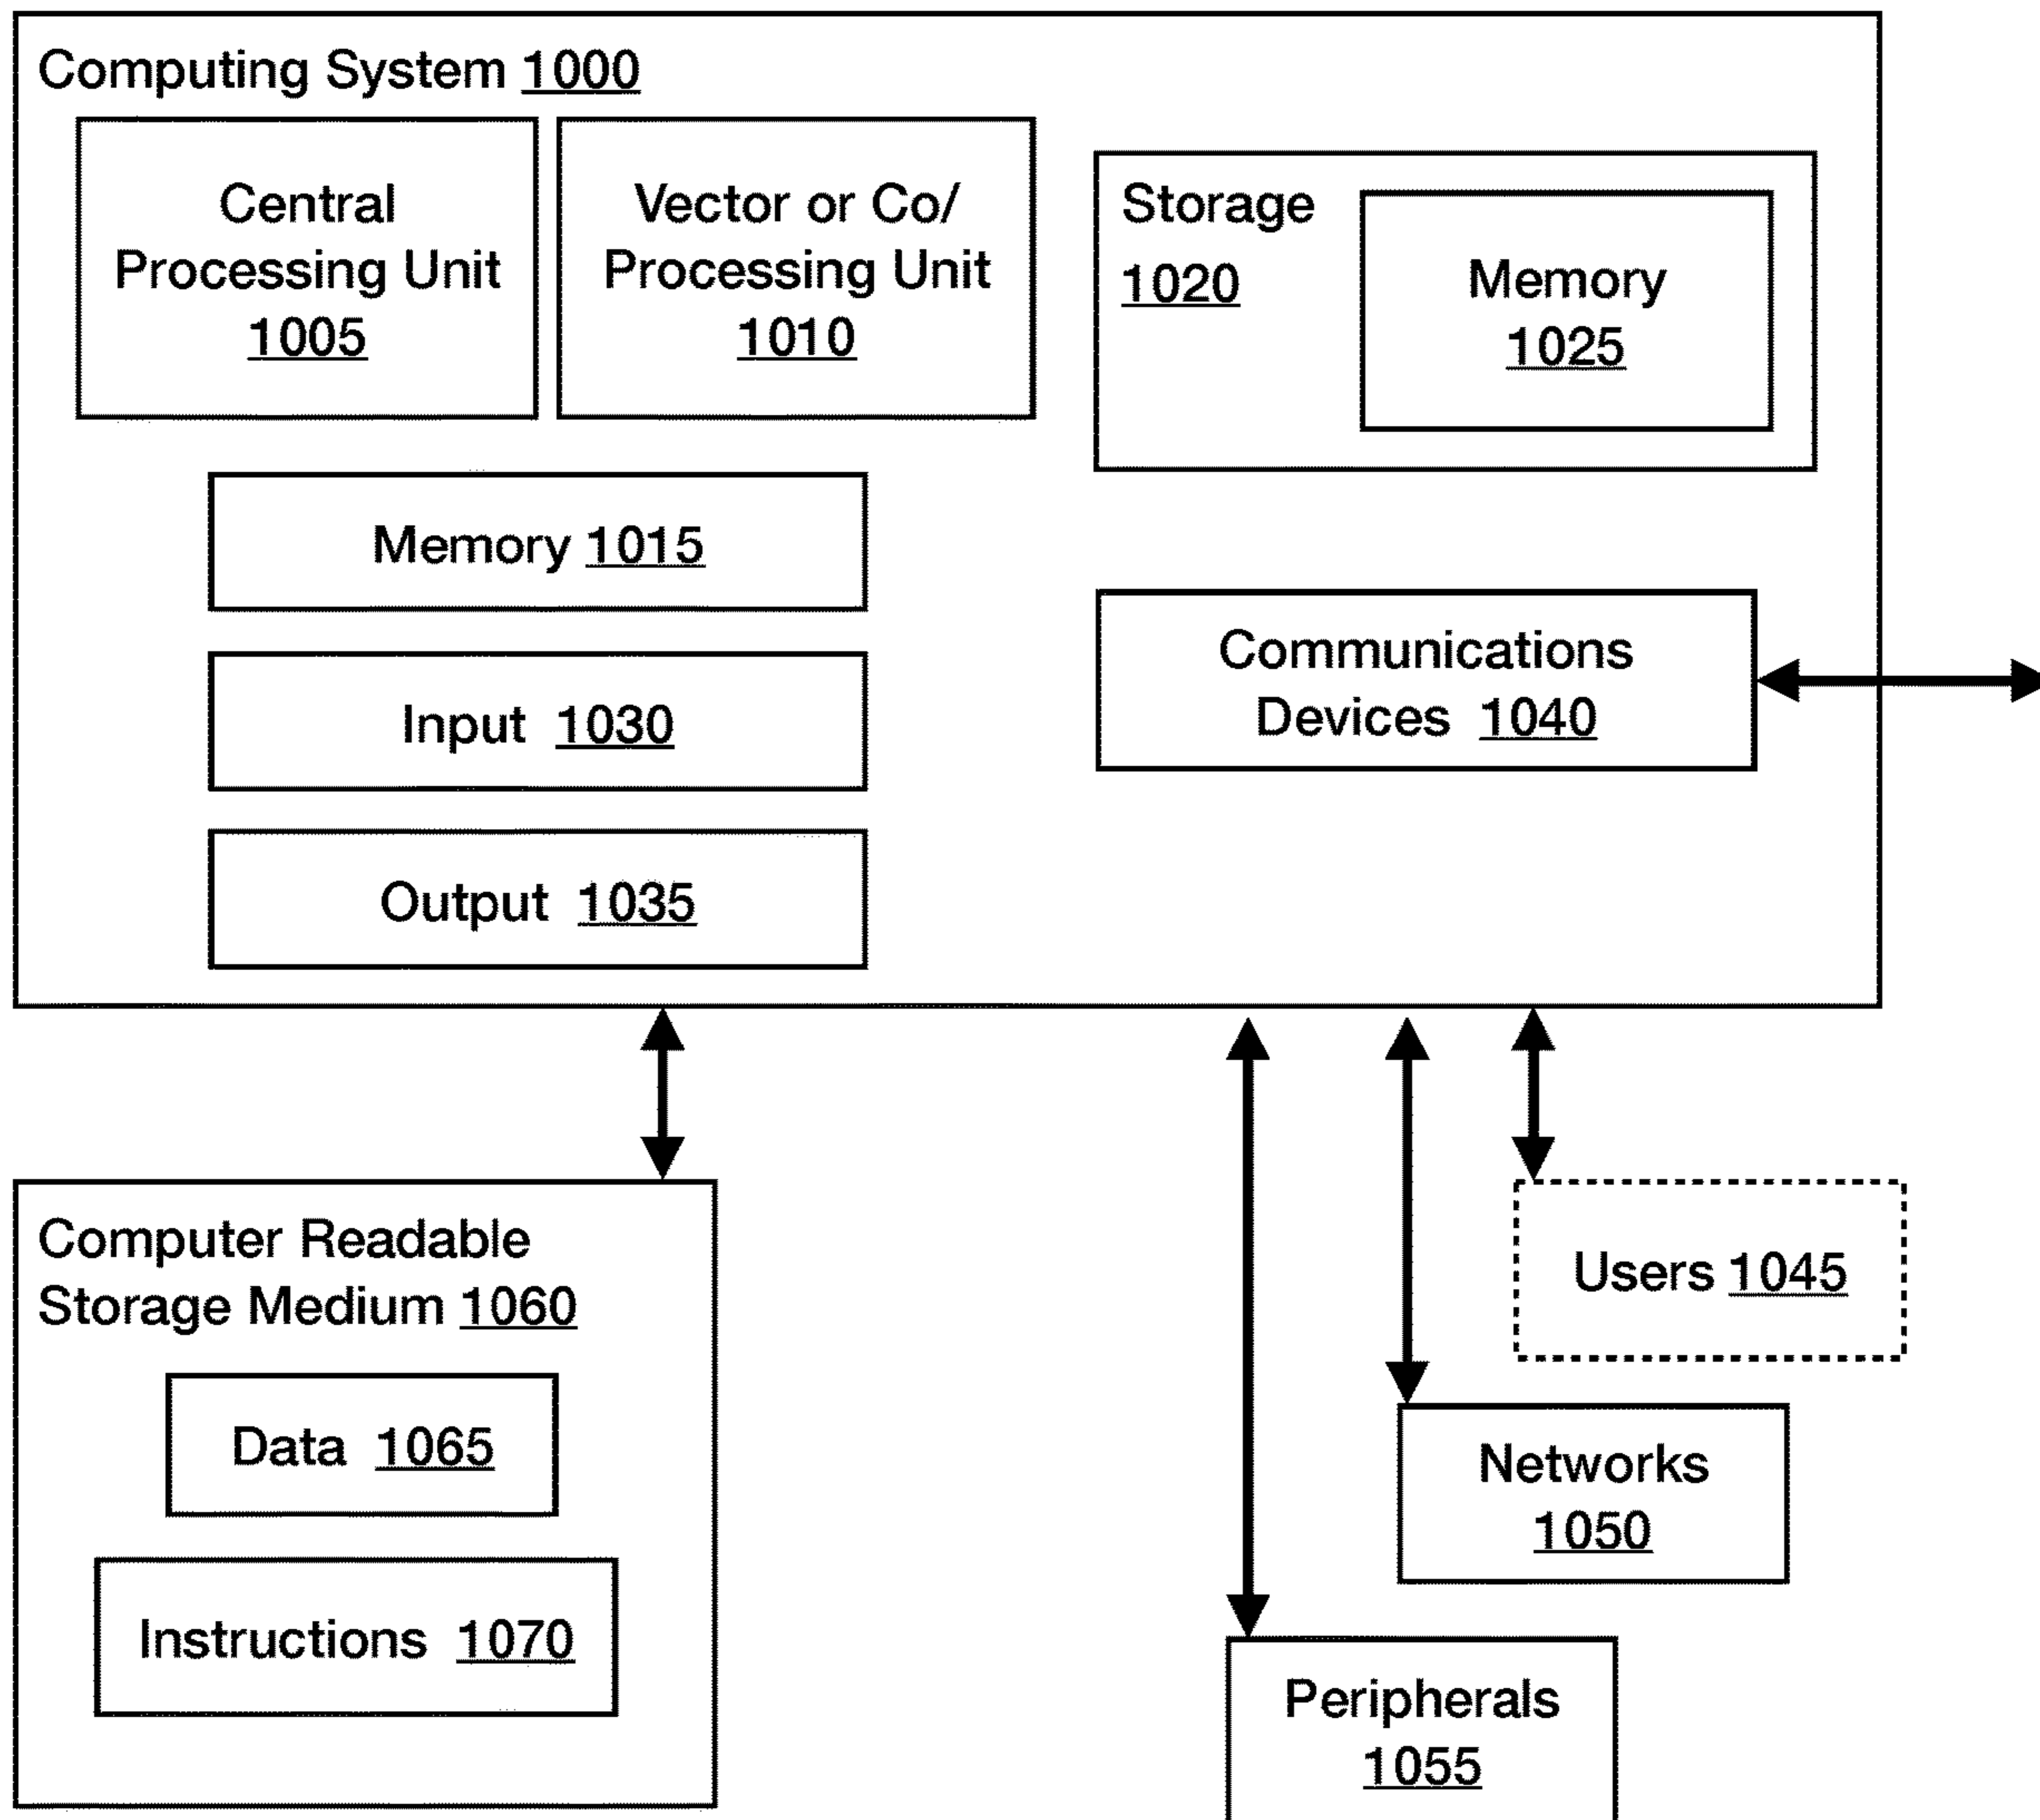 Computing System 1000
Central
Processing Unit
1005
Vector or Co/
Processing Unit
1010
Storage
1020
Memory
1025
Memory 1015
Input 1030
Output 1035
Communications
Devices 1040
Computer Readable
Storage Medium 1060
Data 1065
Instructions 1070
Users 1045
Networks
1050
Peripherals
1055